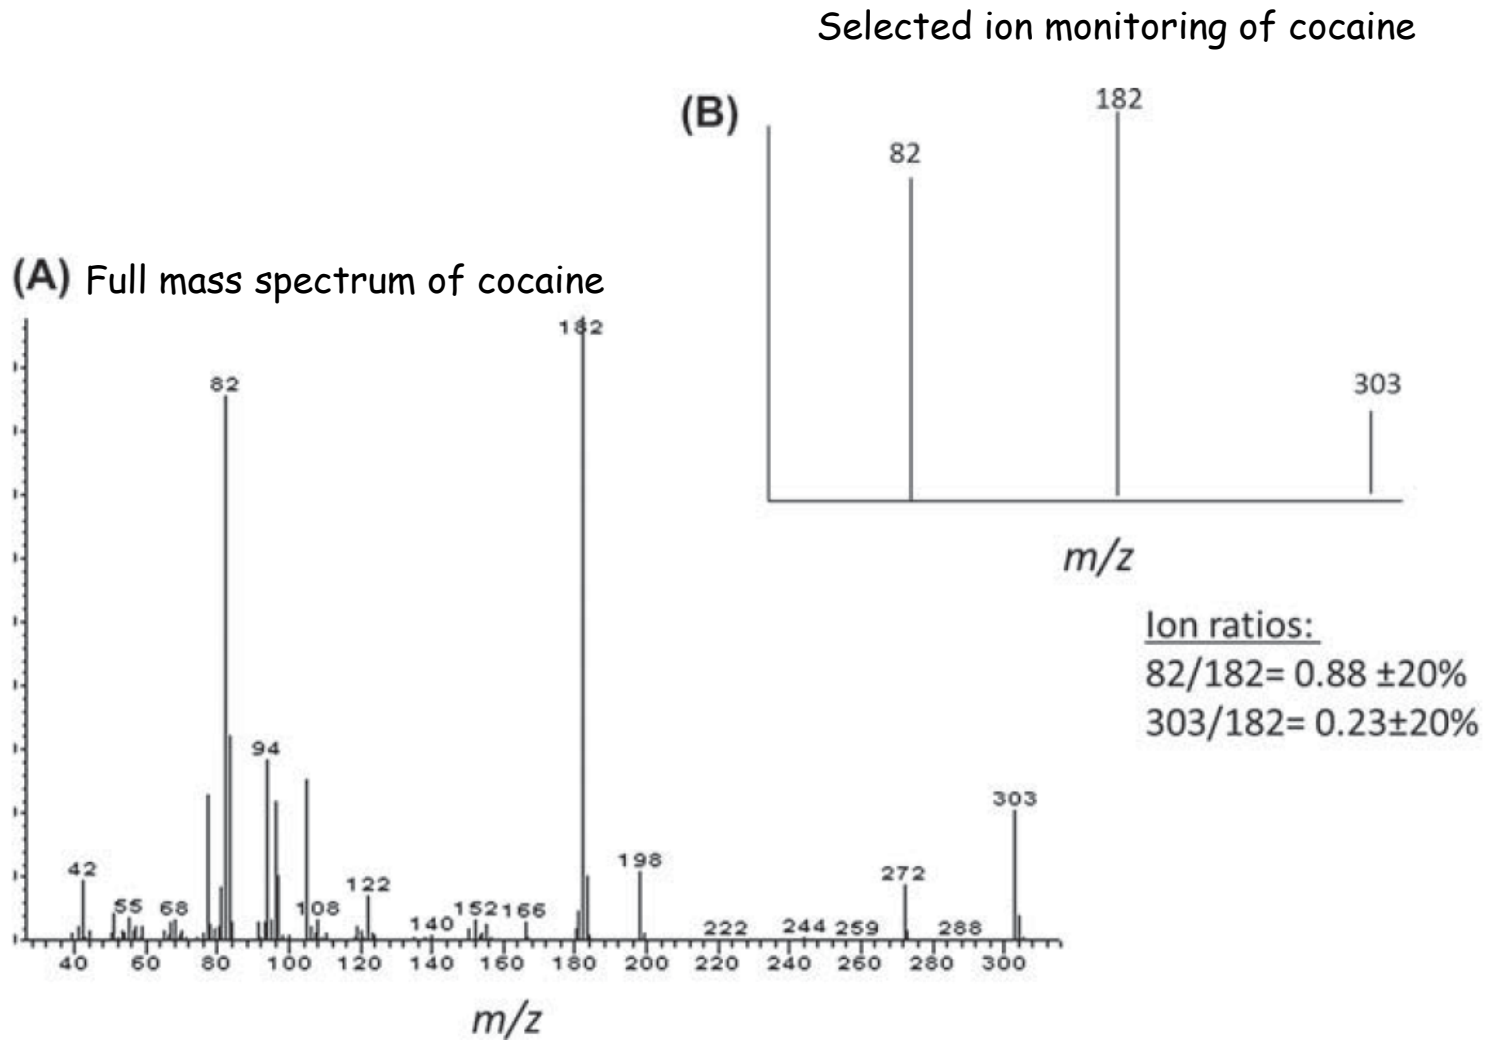 Selected ion monitoring of cocaine
(B)
182
82
303
m/z
Ion ratios:
82/182= 0.88 ±20%
303/182= 0.23±20%
(A) Full mass spectrum of cocaine
182
82
94
303
42
55
68
108
122
140
152
166
198
222
244
259
272
288
40 60 80 100 120 140 160 180 200 220 240 260 280 300
m/z